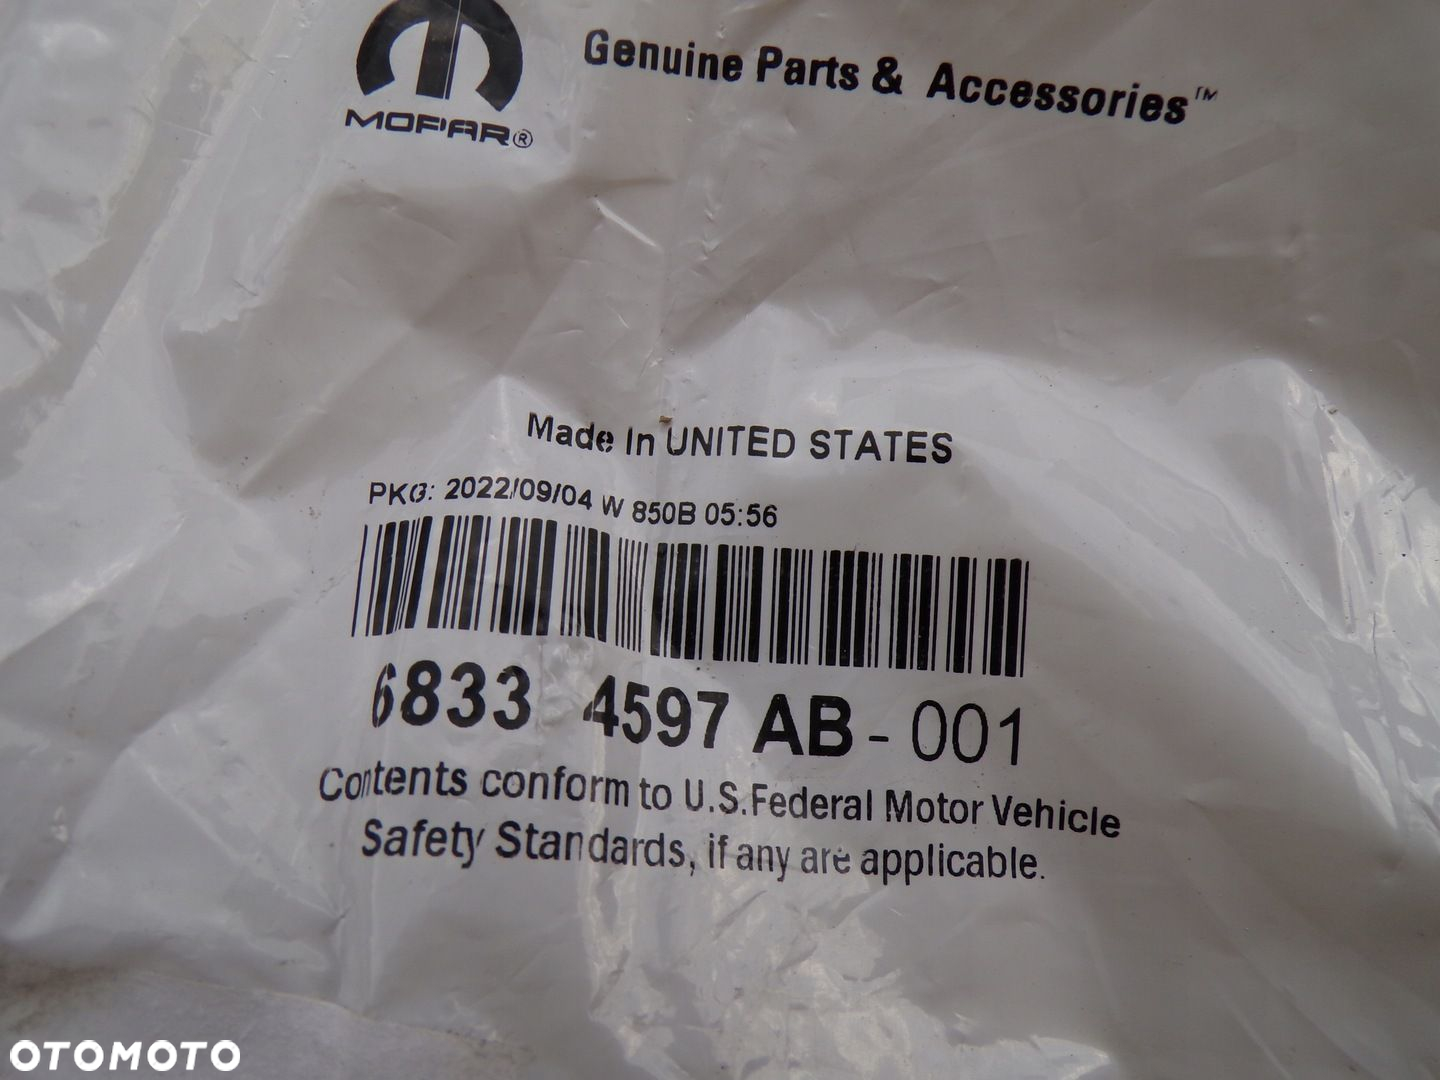 Genuine Parts & Accessories™
MOPAR®
Made In UNITED STATES
PKG: 2022/09/04 W 850B 05:56
6833 4597 AB - 001
Contents conform to U.S.Federal Motor Vehicle
Safety Standards, if any are applicable.
OTOMOTO